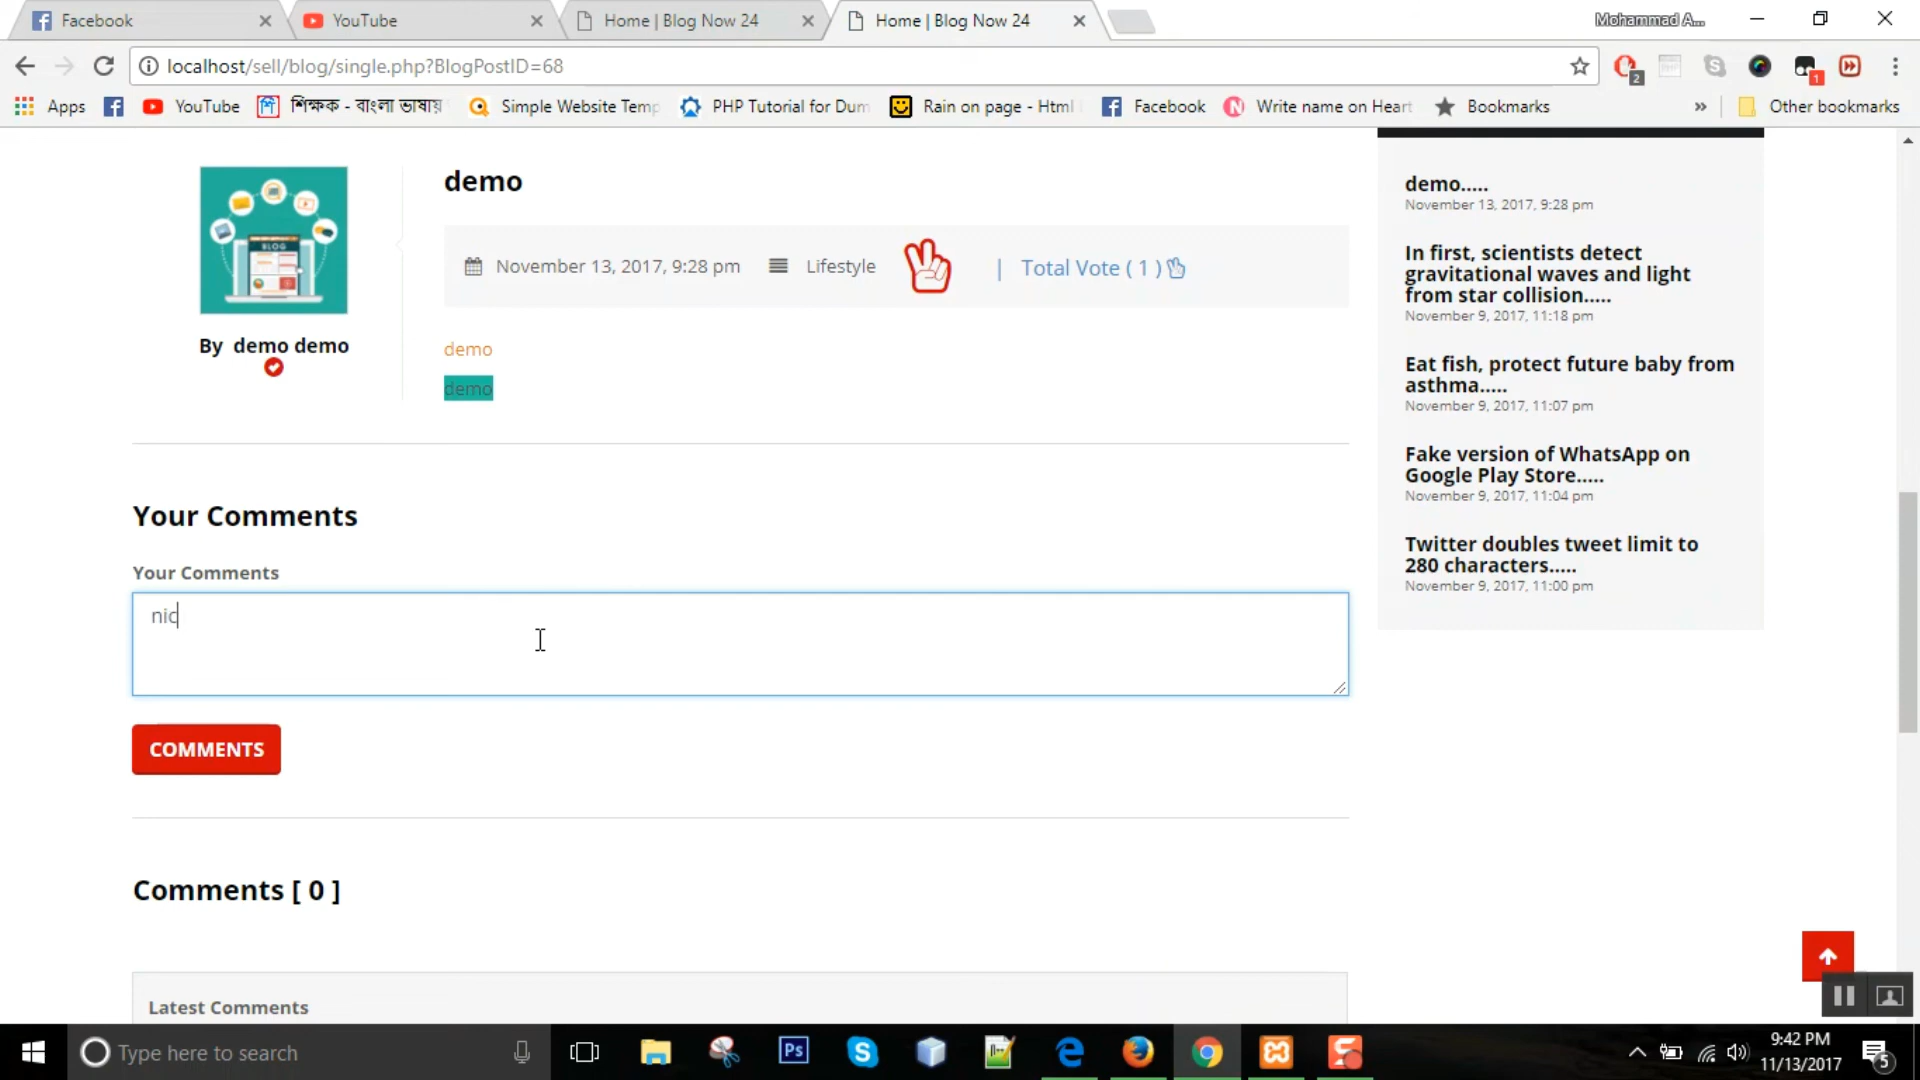 Facebook
YouTube
Home | Blog Now 24
Home | Blog Now 24
Mohammad A...
localhost/sell/blog/single.php?BlogPostID=68
2
1
Apps
YouTube
শিক্ষক - বাংলা ভাষায়
Simple Website Temp
PHP Tutorial for Dum
Rain on page - Html
Facebook
Write name on Heart
Bookmarks
»
Other bookmarks
BLOG
By demo demo
demo
November 13, 2017, 9:28 pm
Lifestyle
| Total Vote ( 1 )
demo
demo
Your Comments
Your Comments
nic
COMMENTS
Comments [ 0 ]
Latest Comments
demo.....
November 13, 2017, 9:28 pm
In first, scientists detect
gravitational waves and light
from star collision.....
November 9, 2017, 11:18 pm
Eat fish, protect future baby from
asthma.....
November 9, 2017, 11:07 pm
Fake version of WhatsApp on
Google Play Store.....
November 9, 2017, 11:04 pm
Twitter doubles tweet limit to
280 characters.....
November 9, 2017, 11:00 pm
Type here to search
Ps
9:42 PM
11/13/2017
5